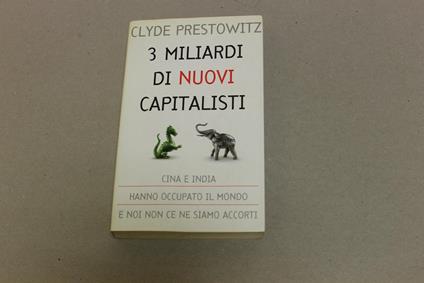 CLYDE PRESTOWITZ
3 MILIARDI
DI NUOVI
CAPITALISTI
CINA E INDIA
HANNO OCCUPATO IL MONDO
E NOI NON CE NE SIAMO ACCORTI